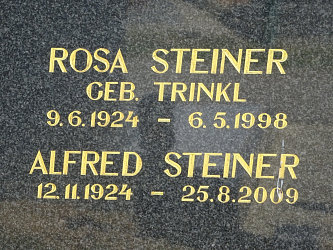 ROSA STEINER
GEB. TRINKL
9.6.1924 – 6.5.1998
ALFRED STEINER
12.11.1924 – 25.8.2009